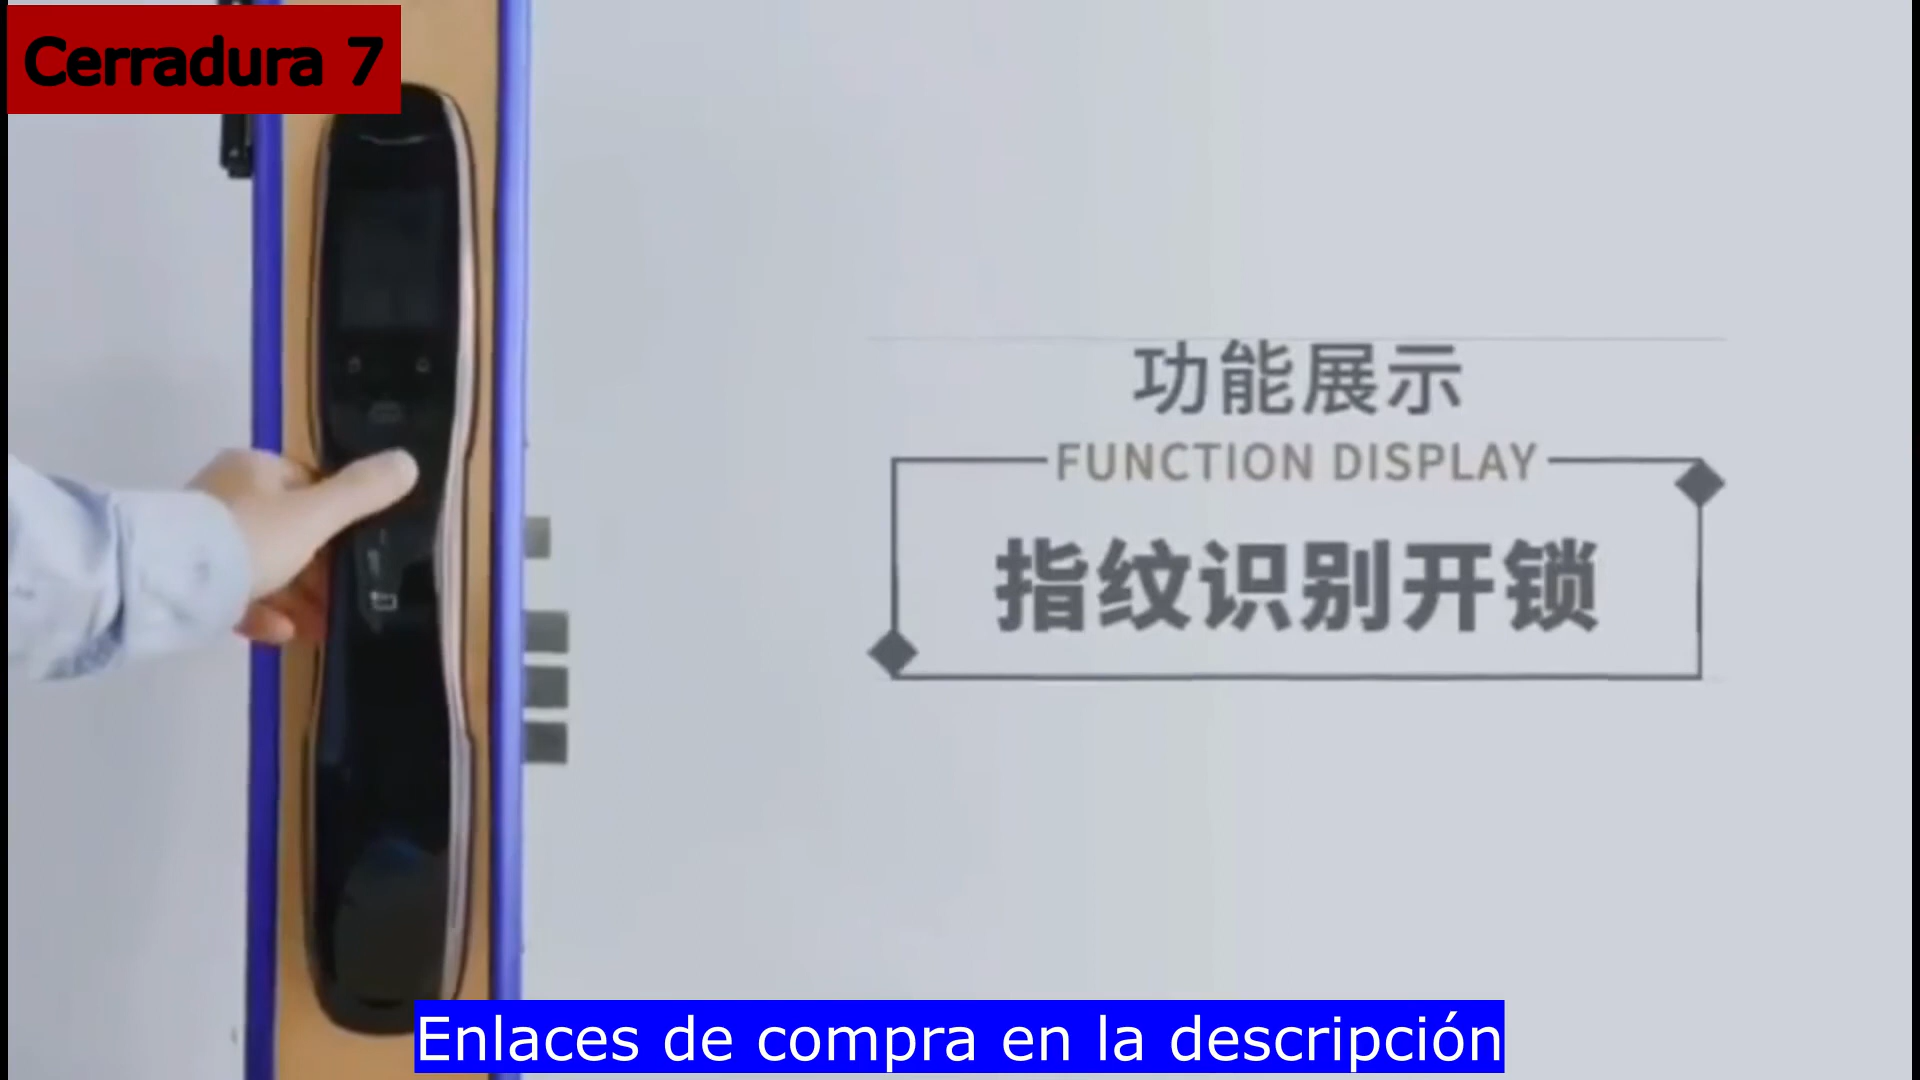 Cerradura 7
功能展示
FUNCTION DISPLAY
指纹识别开锁
Enlaces de compra en la descripción